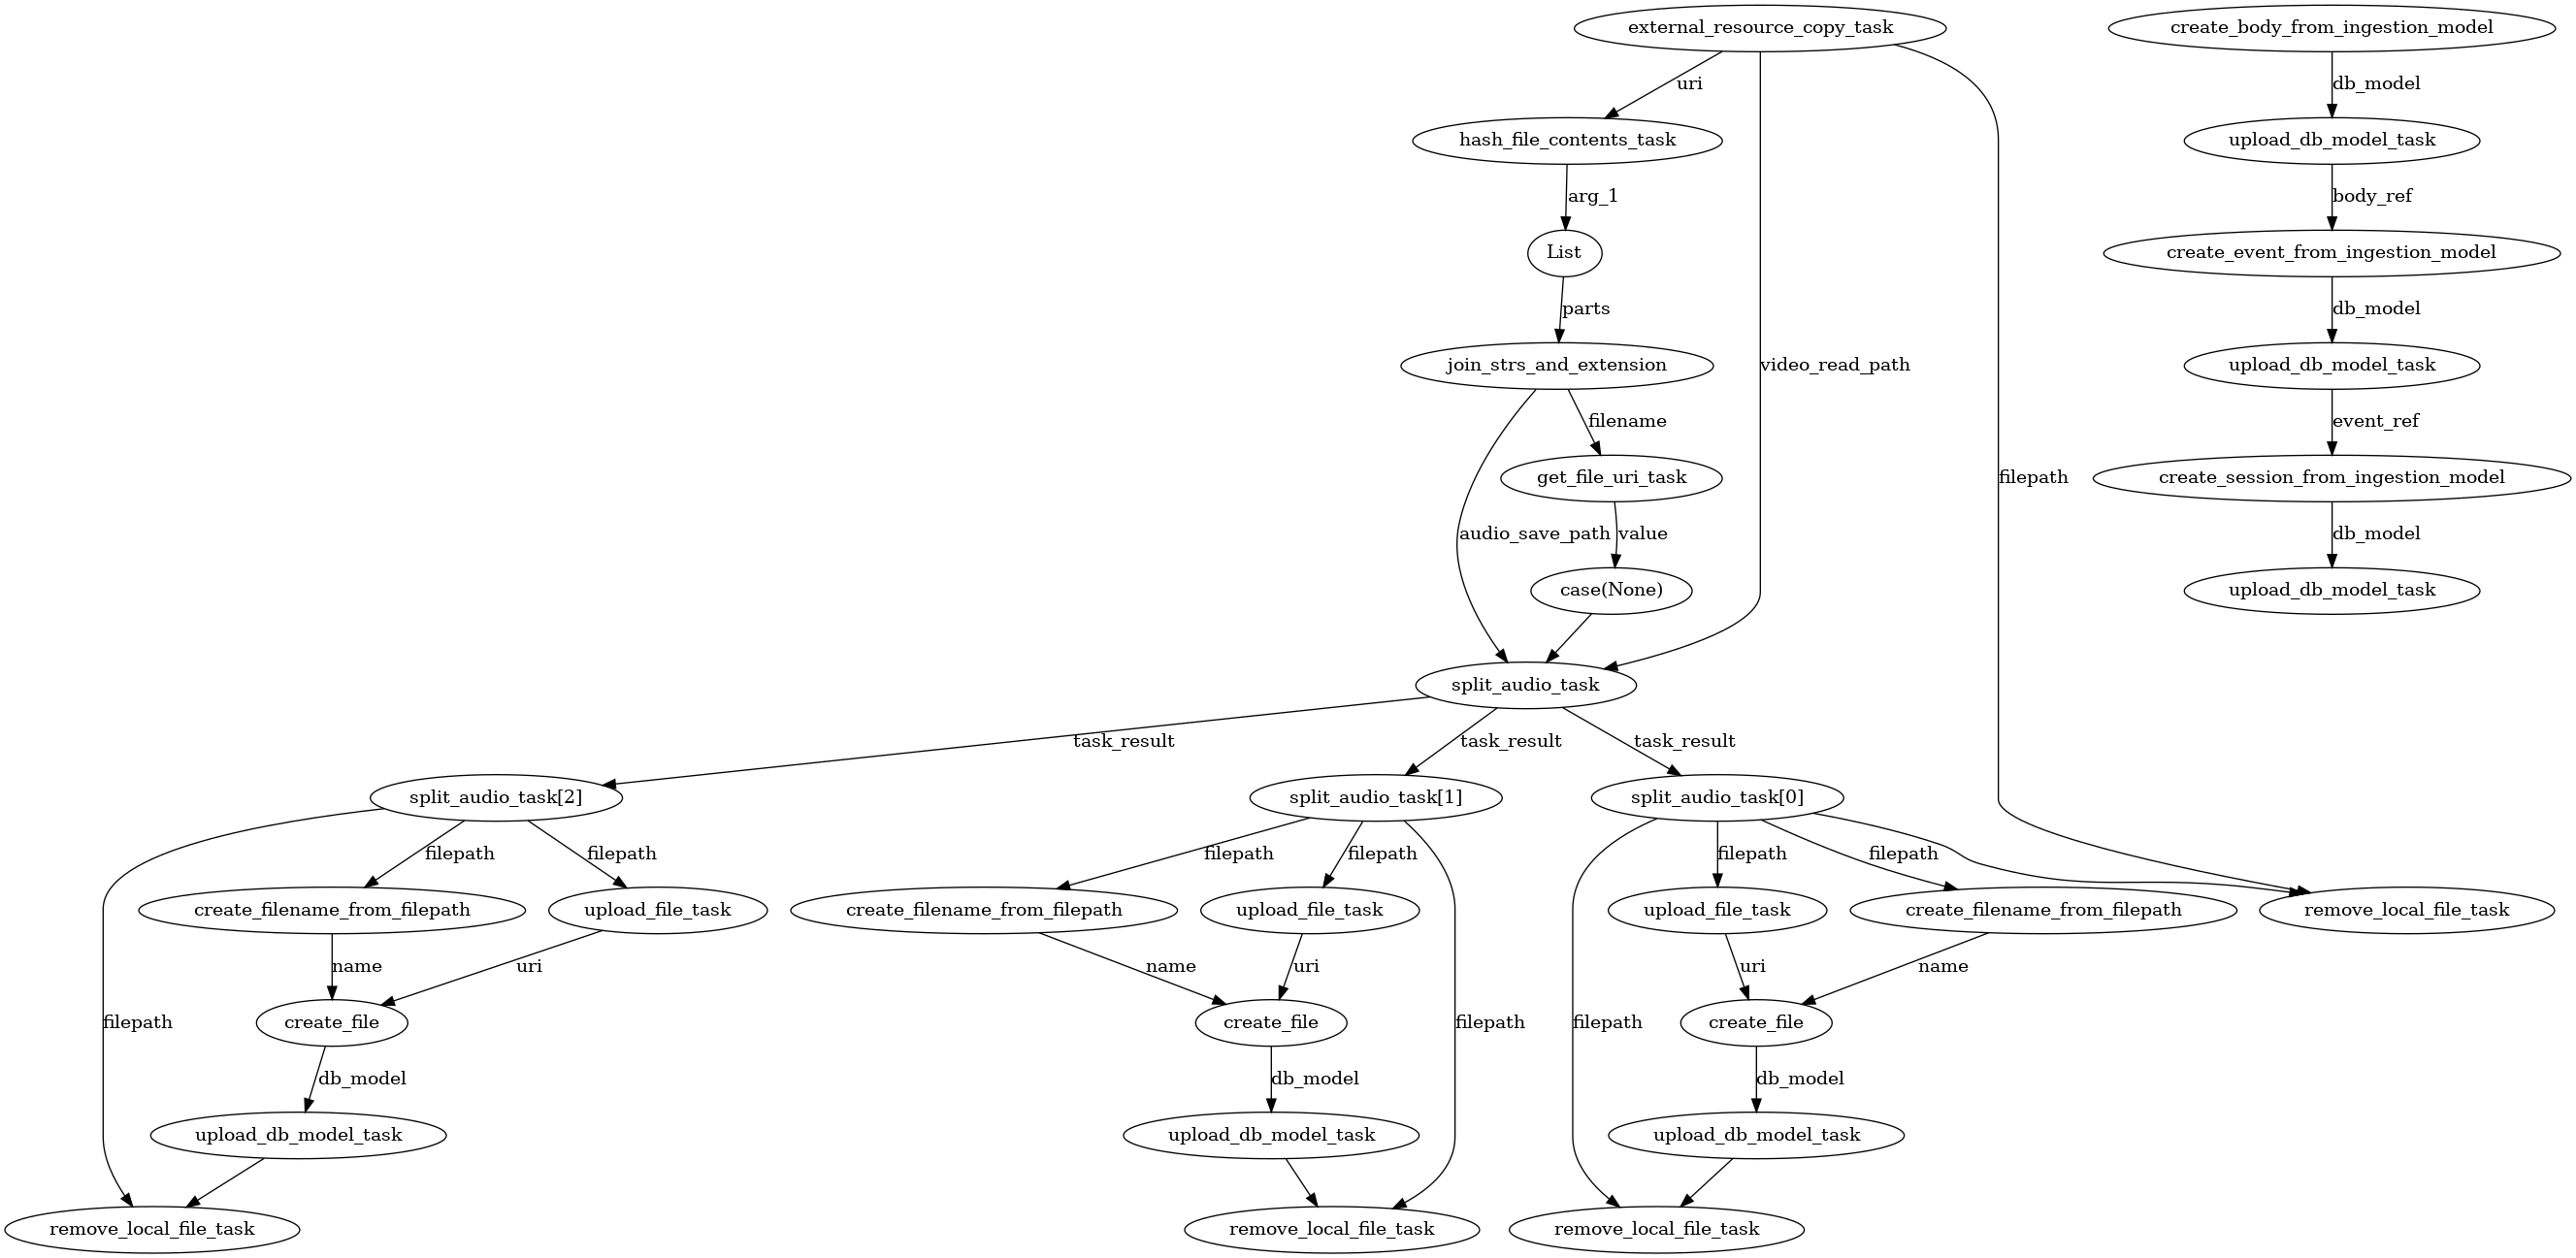 external_resource_copy_task
create_body_from_ingestion_model
uri
db_model
hash_file_contents_task
upload_db_model_task
arg_1
body_ref
List
create_event_from_ingestion_model
parts
db_model
join_strs_and_extension
video_read_path
upload_db_model_task
filename
event_ref
get_file_uri_task
filepath
create_session_from_ingestion_model
audio_save_path
value
db_model
case(None)
upload_db_model_task
split_audio_task
task_result
task_result
task_result
split_audio_task[2]
split_audio_task[1]
split_audio_task[0]
filepath
filepath
filepath
filepath
filepath
filepath
create_filename_from_filepath
upload_file_task
create_filename_from_filepath
upload_file_task
upload_file_task
create_filename_from_filepath
remove_local_file_task
name
uri
name
uri
uri
name
filepath
create_file
create_file
filepath
filepath
create_file
db_model
db_model
db_model
upload_db_model_task
upload_db_model_task
upload_db_model_task
remove_local_file_task
remove_local_file_task
remove_local_file_task